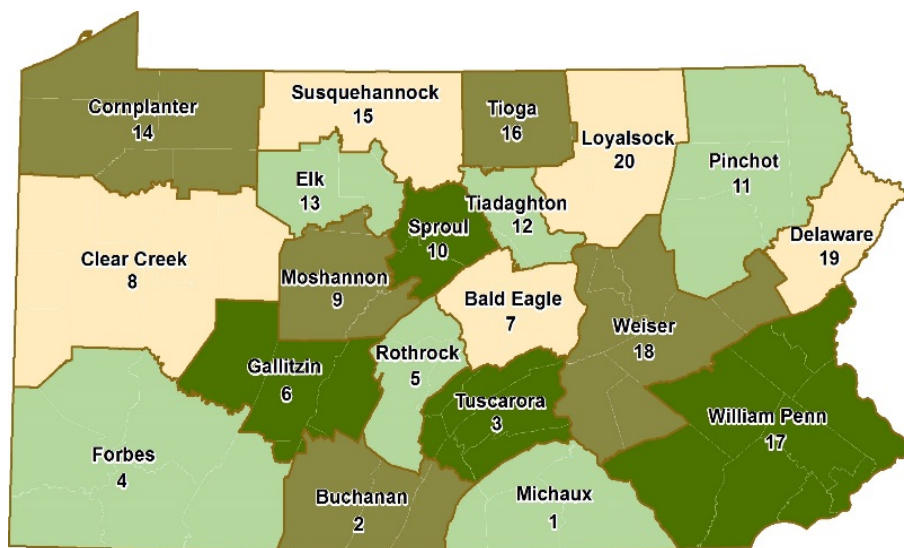 Cornplanter
14
Susquehannock
15
Tioga
16
Loyalsock
20
Pinchot
11
Elk
13
Tiadaghton
12
Sproul
10
Delaware
19
Clear Creek
8
Moshannon
9
Bald Eagle
7
Weiser
18
Rothrock
5
Gallitzin
6
Tuscarora
3
William Penn
17
Forbes
4
Buchanan
2
Michaux
1